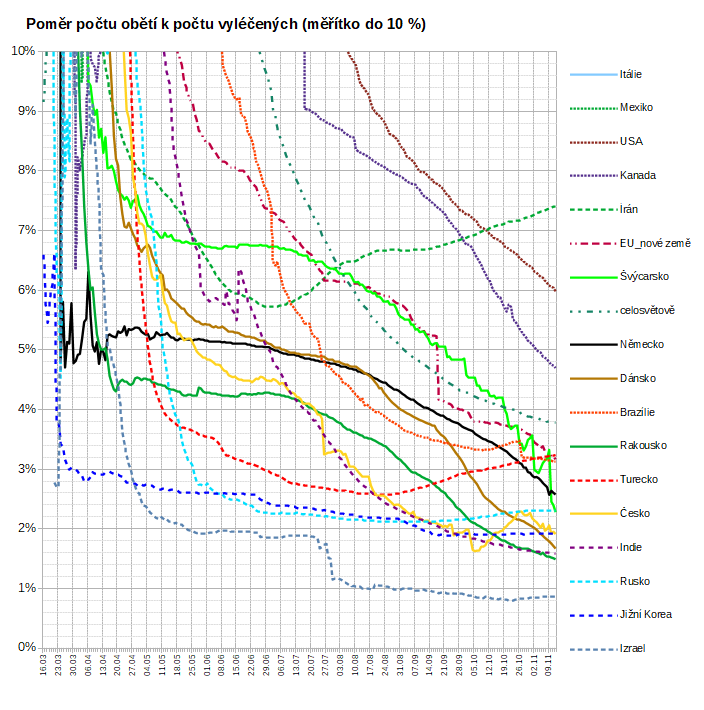 Poměr počtu obětí k počtu vyléčených (měřítko do 10 %)
10%
9%
8%
7%
6%
5%
4%
3%
2%
1%
0%
16.03
23.03
30.03
06.04
13.04
20.04
27.04
04.05
11.05
18.05
25.05
01.06
08.06
15.06
22.06
29.06
06.07
13.07
20.07
27.07
03.08
10.08
17.08
24.08
31.08
07.09
14.09
21.09
28.09
05.10
12.10
19.10
26.10
02.11
09.11
Itálie
Mexiko
USA
Kanada
Írán
EU_nové země
Švýcarsko
celosvětově
Německo
Dánsko
Brazílie
Rakousko
Turecko
Česko
Indie
Rusko
Jižní Korea
Izrael